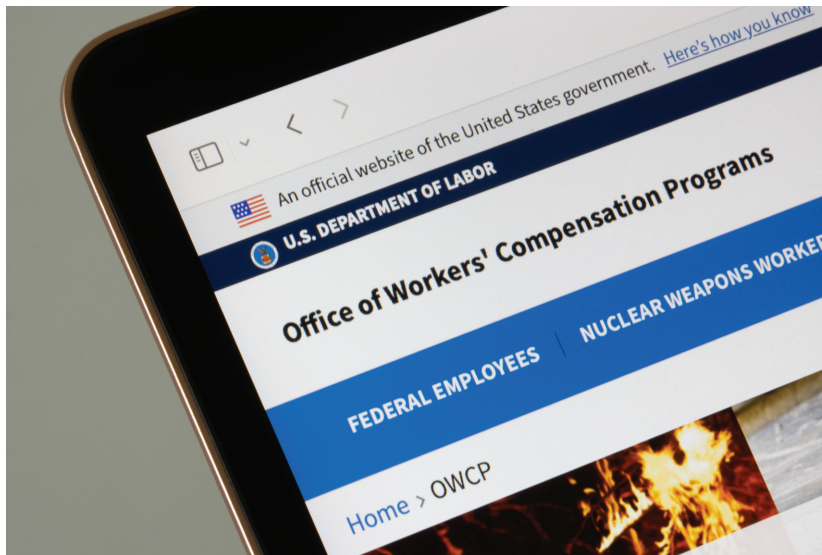 An official website of the United States government. Here's how you know
U.S. DEPARTMENT OF LABOR
Office of Workers' Compensation Programs
FEDERAL EMPLOYEES
NUCLEAR WEAPONS WORKER
Home > OWCP